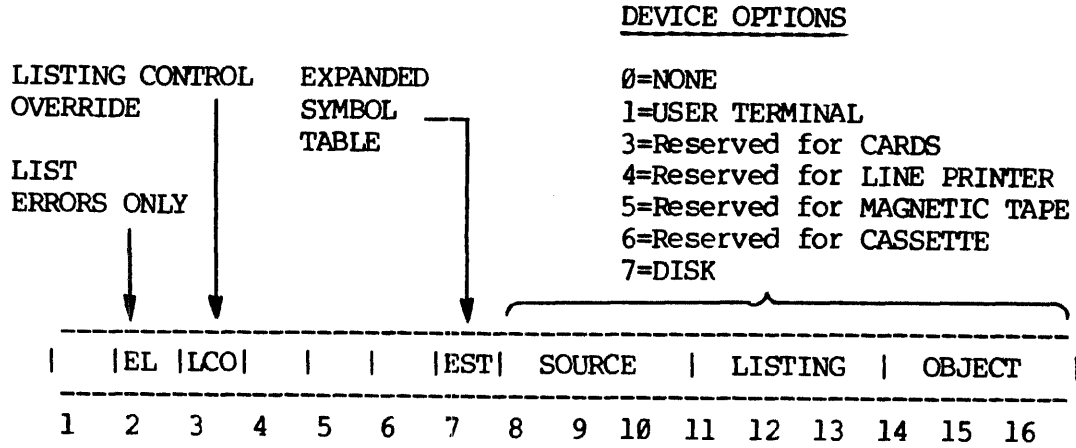 DEVICE OPTIONS
LISTING CONTROL
OVERRIDE
LIST
ERRORS ONLY
EXPANDED
SYMBOL
TABLE
Ø=NONE
1=USER TERMINAL
3=Reserved for CARDS
4=Reserved for LINE PRINTER
5=Reserved for MAGNETIC TAPE
6=Reserved for CASSETTE
7=DISK
| |EL |LCO| | | |EST| SOURCE | LISTING | OBJECT |
1 2 3 4 5 6 7 8 9 1Ø 11 12 13 14 15 16